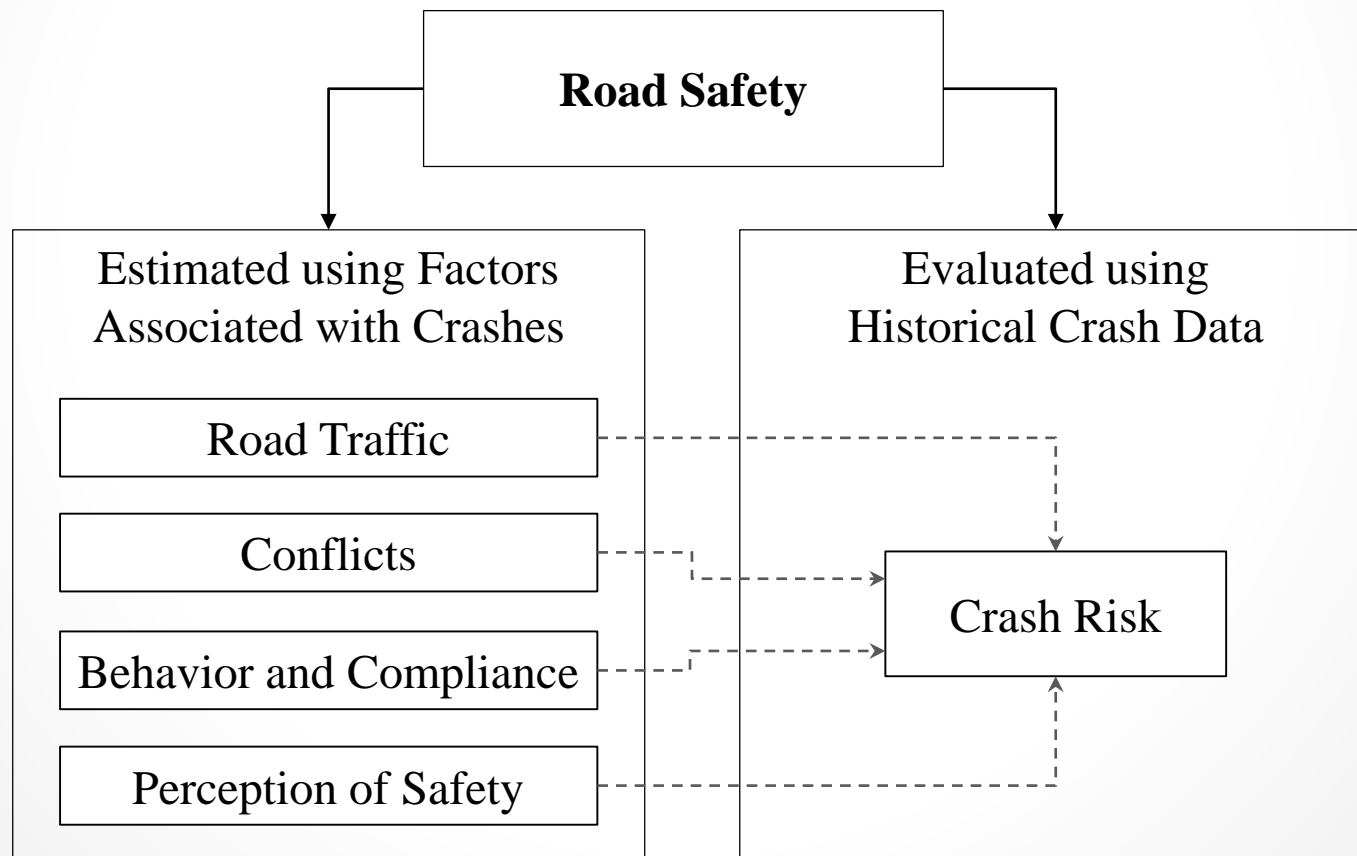 Road Safety
Estimated using Factors
Associated with Crashes
Road Traffic
Conflicts
Behavior and Compliance
Perception of Safety
Evaluated using
Historical Crash Data
Crash Risk